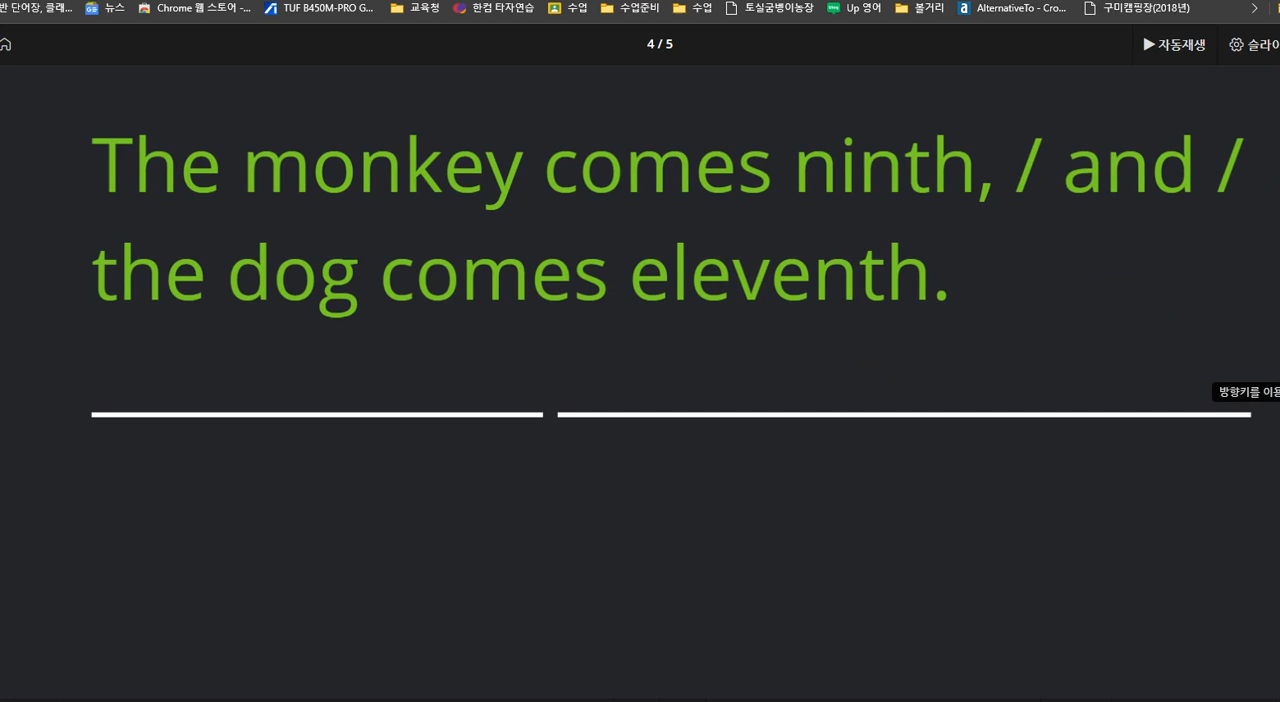 반 단어장, 클래... 뉴스 Chrome 웹 스토어 -... TUF B450M-PRO G... 교육청 한컴 타자연습 수업 수업준비 수업 토실굼벵이농장 Up 영어 볼거리 AlternativeTo - Cro... 구미캠핑장(2018년)
4 / 5 자동재생 슬라이
The monkey comes ninth, / and /
the dog comes eleventh.
방향키를 이용